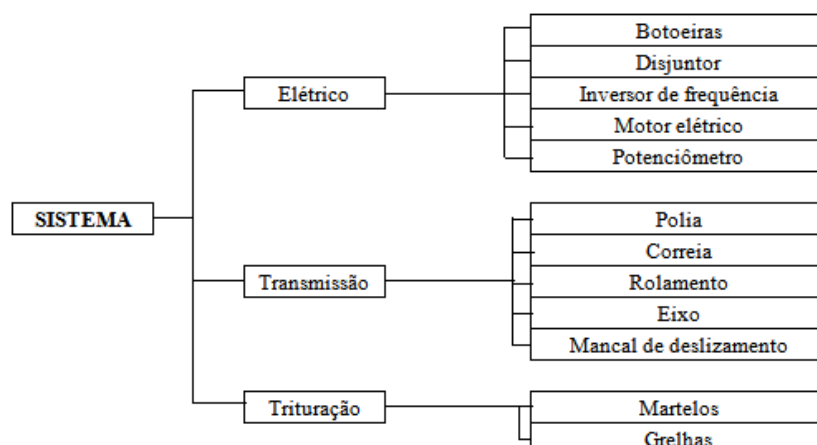 SISTEMA
Elétrico
Botoeiras
Disjuntor
Inversor de frequência
Motor elétrico
Potenciômetro
Transmissão
Polia
Correia
Rolamento
Eixo
Mancal de deslizamento
Trituração
Martelos
Grelhas